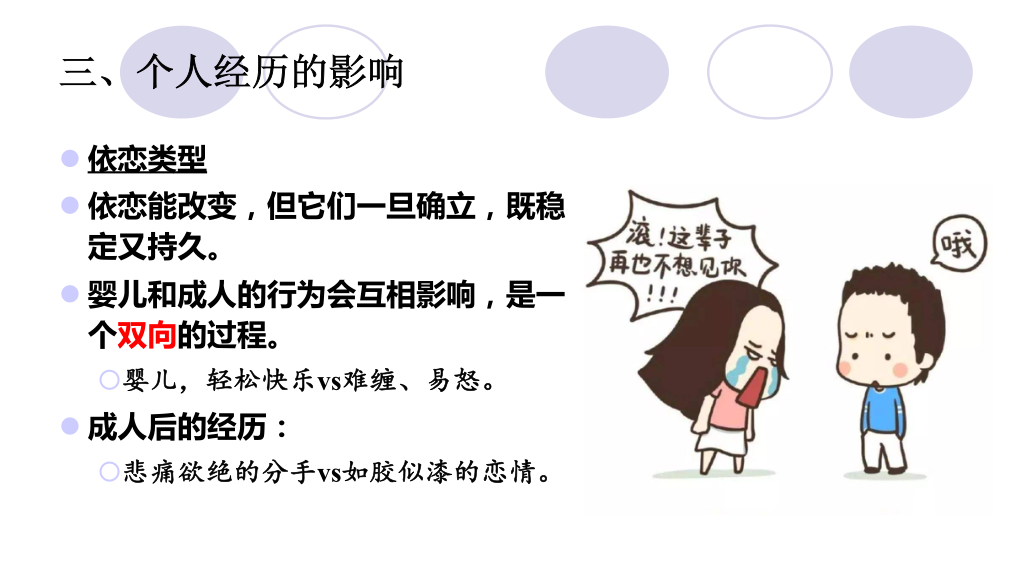 三、个人经历的影响
依恋类型
依恋能改变，但它们一旦确立，既稳
定又持久。
婴儿和成人的行为会互相影响，是一
个双向的过程。
婴儿，轻松快乐vs难缠、易怒。
成人后的经历：
悲痛欲绝的分手vs如胶似漆的恋情。
滚！这辈子
再也不想见你
!!!
哦